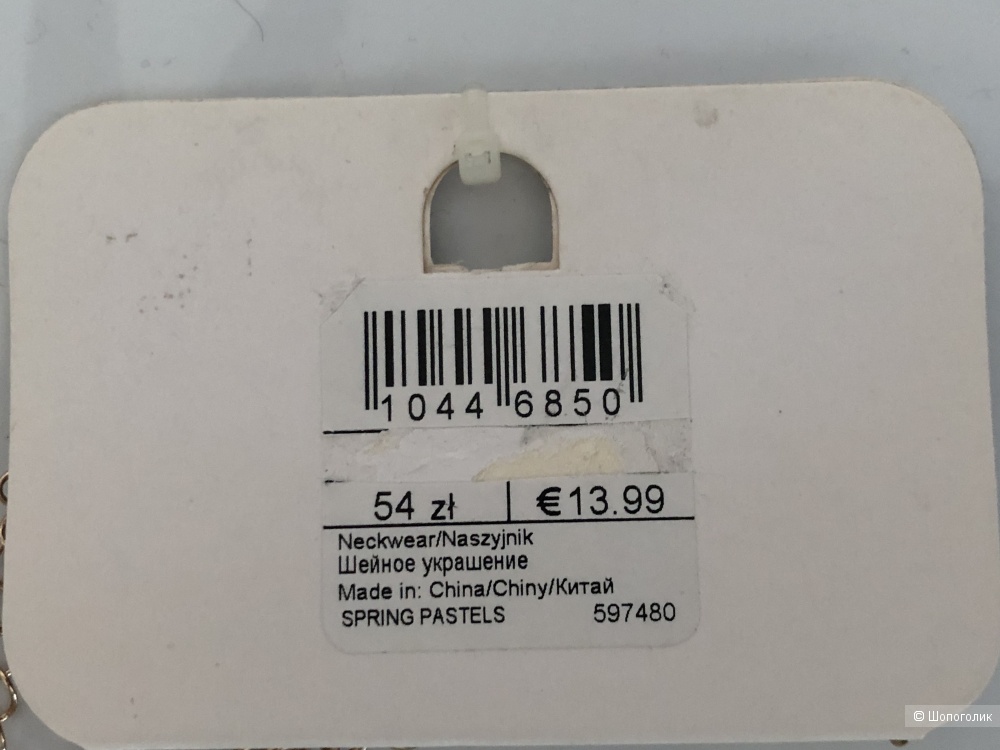 1044 6850
54 zł €13.99
Neckwear/Naszyjnik
Шейное украшение
Made in: China/Chiny/Китай
SPRING PASTELS 597480
© Шопоголик